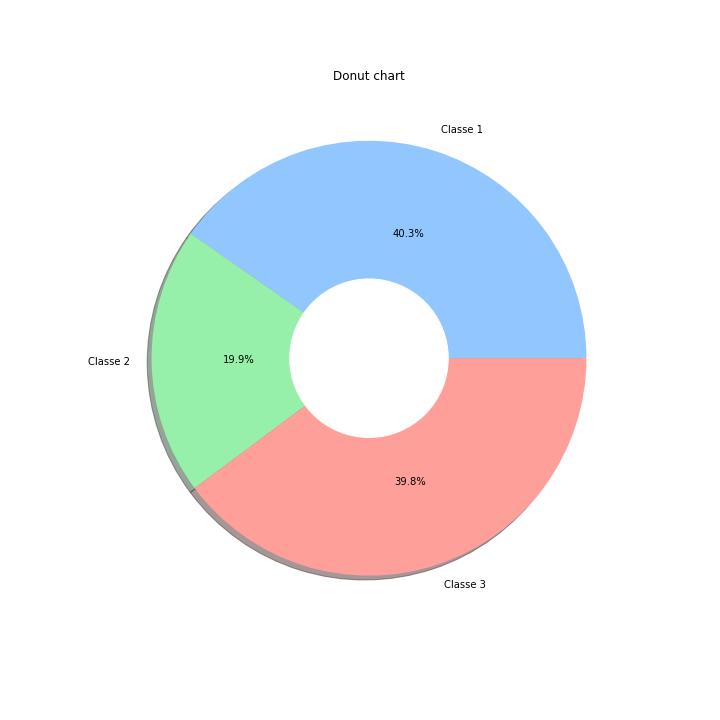 Donut chart
Classe 1
40.3%
Classe 2
19.9%
39.8%
Classe 3